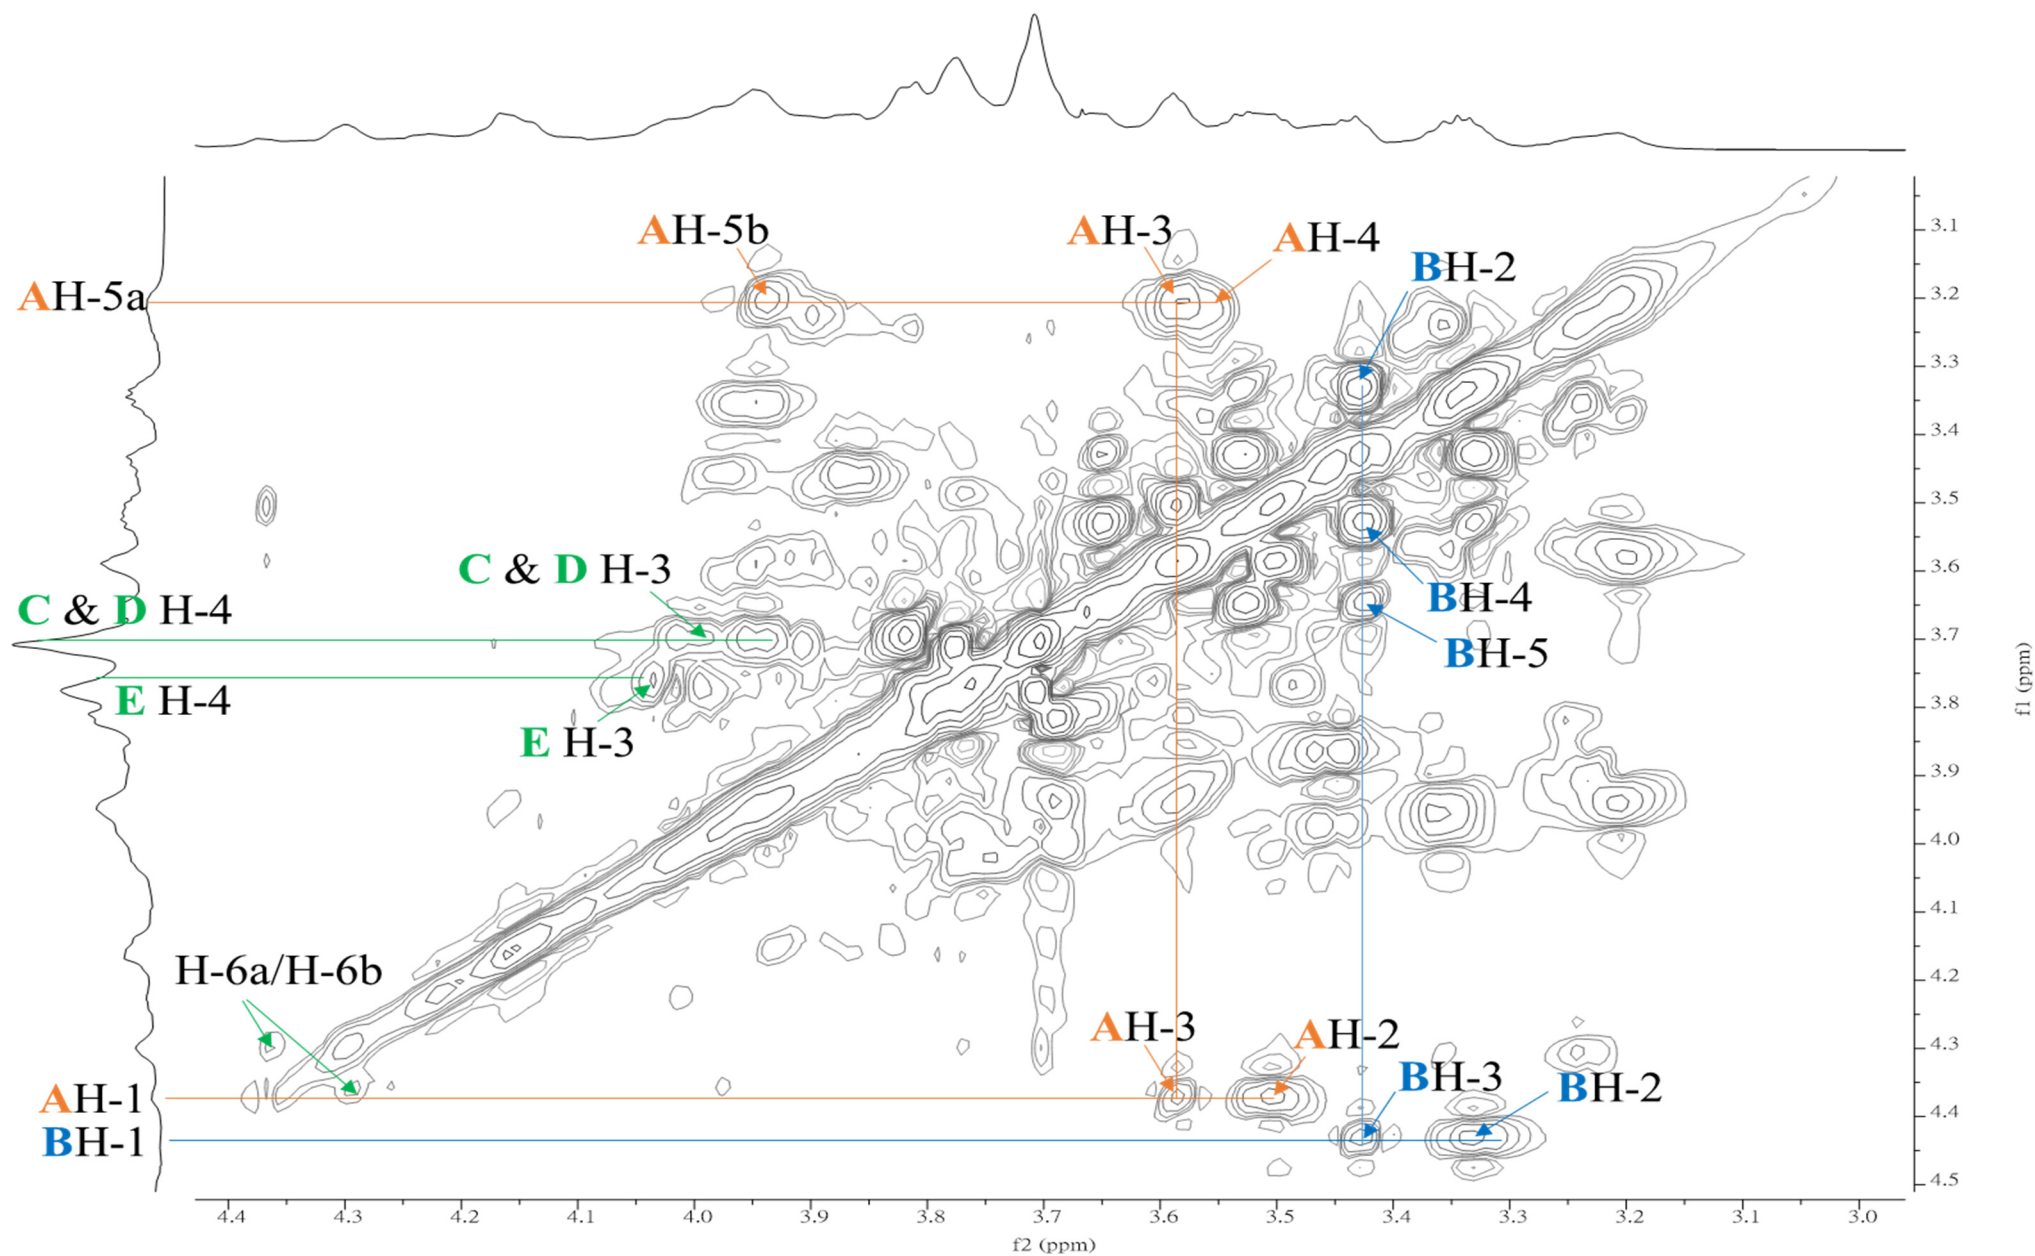 AH-5b
AH-3
AH-4
BH-2
AH-5a
C & D H-3
C & D H-4
BH-4
BH-5
E H-4
E H-3
H-6a/H-6b
AH-3
AH-2
BH-3
BH-2
AH-1
BH-1
3.1
3.2
3.3
3.4
3.5
3.6
3.7
3.8
3.9
4.0
4.1
4.2
4.3
4.4
4.5
f1 (ppm)
4.4 4.3 4.2 4.1 4.0 3.9 3.8 3.7 3.6 3.5 3.4 3.3 3.2 3.1 3.0
f2 (ppm)